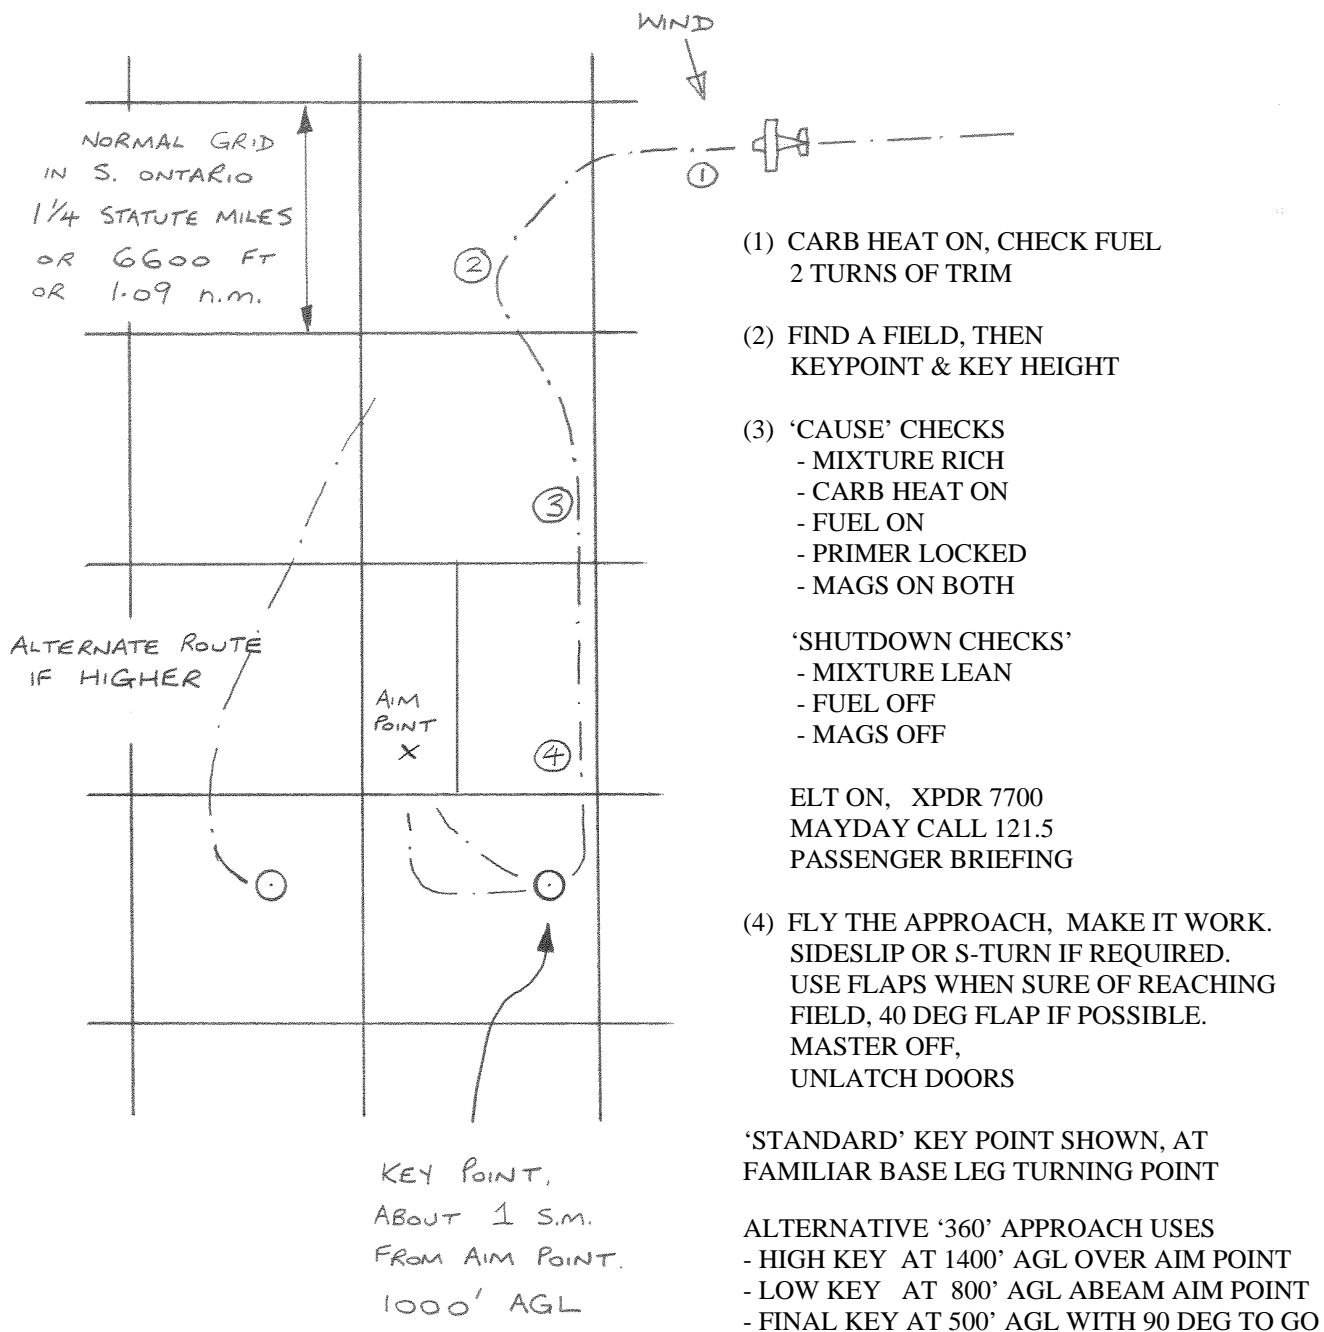 WIND
NORMAL GRID
IN S. ONTARIO
1 1/4 STATUTE MILES
OR 6600 FT
OR 1.09 n.m.
1
2
3
ALTERNATE ROUTE
IF HIGHER
AIM
POINT
X
4
KEY POINT,
ABOUT 1 S.M.
FROM AIM POINT.
1000' AGL
(1) CARB HEAT ON, CHECK FUEL
2 TURNS OF TRIM
(2) FIND A FIELD, THEN
KEYPOINT & KEY HEIGHT
(3) ‘CAUSE’ CHECKS
- MIXTURE RICH
- CARB HEAT ON
- FUEL ON
- PRIMER LOCKED
- MAGS ON BOTH
‘SHUTDOWN CHECKS’
- MIXTURE LEAN
- FUEL OFF
- MAGS OFF
ELT ON, XPDR 7700
MAYDAY CALL 121.5
PASSENGER BRIEFING
(4) FLY THE APPROACH, MAKE IT WORK.
SIDESLIP OR S-TURN IF REQUIRED.
USE FLAPS WHEN SURE OF REACHING
FIELD, 40 DEG FLAP IF POSSIBLE.
MASTER OFF,
UNLATCH DOORS
‘STANDARD’ KEY POINT SHOWN, AT
FAMILIAR BASE LEG TURNING POINT
ALTERNATIVE ‘360’ APPROACH USES
- HIGH KEY AT 1400’ AGL OVER AIM POINT
- LOW KEY AT 800’ AGL ABEAM AIM POINT
- FINAL KEY AT 500’ AGL WITH 90 DEG TO GO